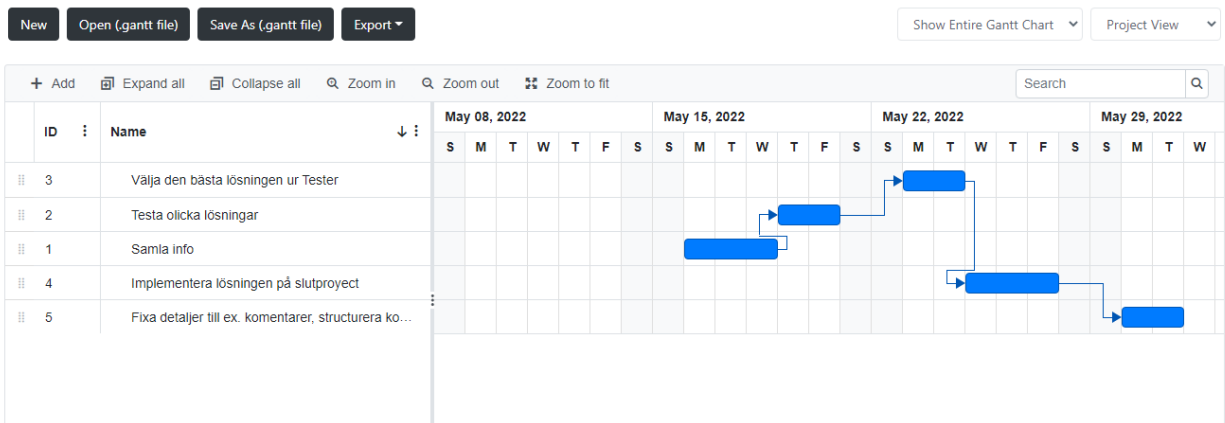 New Open (.gantt file) Save As (.gantt file) Export Show Entire Gantt Chart Project View
Add Expand all Collapse all Zoom in Zoom out Zoom to fit Search
May 08, 2022 May 15, 2022 May 22, 2022 May 29, 2022
ID Name
S M T W T F S S M T W T F S S M T W T F S S M T W
3 Välja den bästa lösningen ur Tester
2 Testa olicka lösningar
1 Samla info
4 Implementera lösningen på slutproyect
5 Fixa detaljer till ex. komentarer, structurera ko...